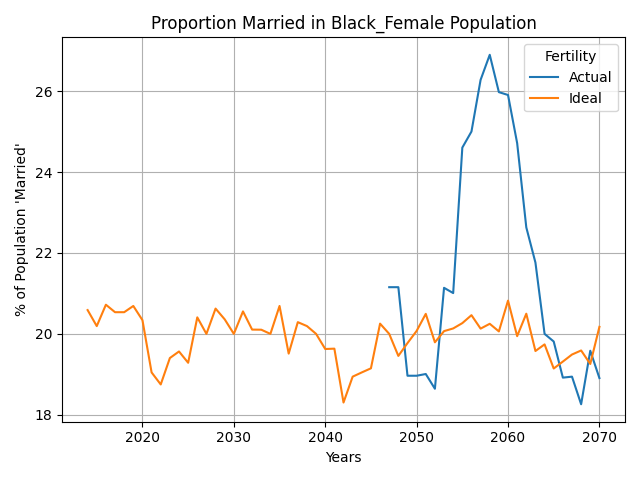 Proportion Married in Black_Female Population
% of Population 'Married'
26
24
22
20
18
Fertility
Actual
Ideal
2020 2030 2040 2050 2060 2070
Years